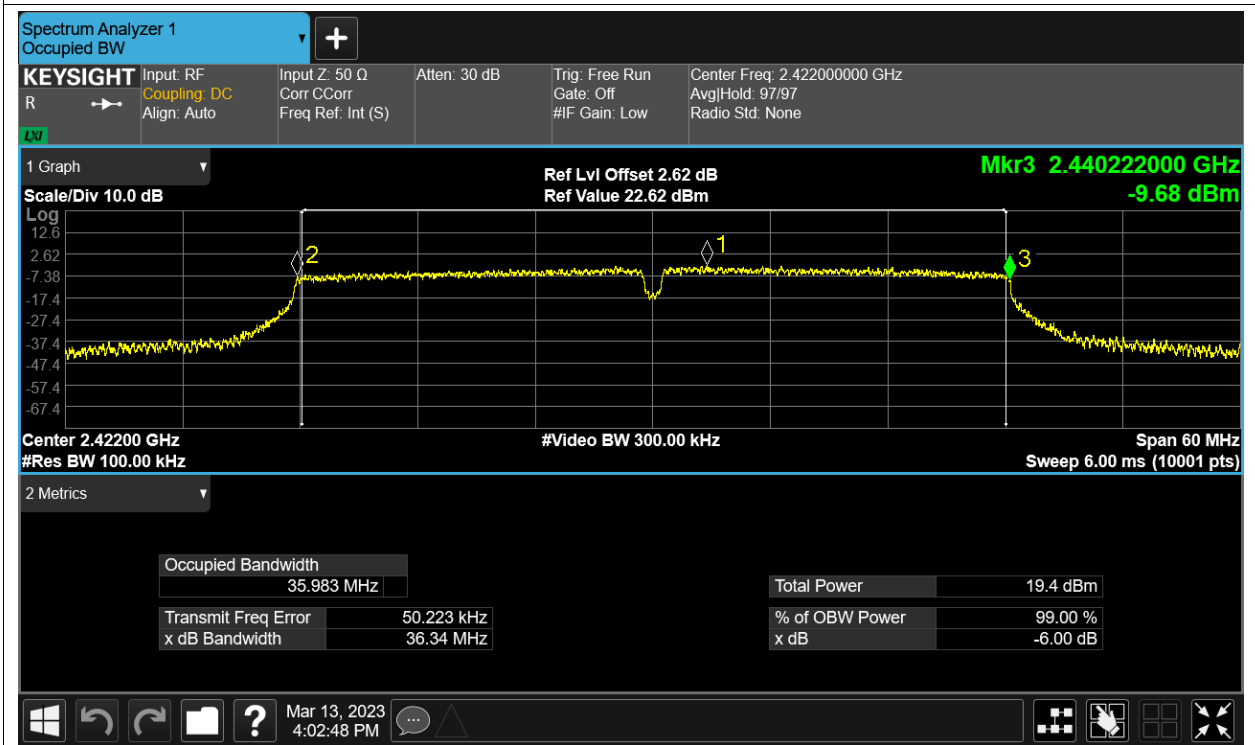 Spectrum Analyzer 1
Occupied BW
KEYSIGHT Input: RF Input Z: 50 Ω Atten: 30 dB Trig: Free Run Center Freq: 2.422000000 GHz
R Coupling: DC Corr CCorr Gate: Off Avg|Hold: 97/97
Align: Auto Freq Ref: Int (S) #IF Gain: Low Radio Std: None
LXI
1 Graph Ref Lvl Offset 2.62 dB Mkr3 2.440222000 GHz
Scale/Div 10.0 dB Ref Value 22.62 dBm -9.68 dBm
Log
12.6
2.62
-7.38
-17.4
-27.4
-37.4
-47.4
-57.4
-67.4
2
1
3
Center 2.42200 GHz #Video BW 300.00 kHz Span 60 MHz
#Res BW 100.00 kHz Sweep 6.00 ms (10001 pts)
2 Metrics
Occupied Bandwidth
35.983 MHz Total Power 19.4 dBm
Transmit Freq Error 50.223 kHz % of OBW Power 99.00 %
x dB Bandwidth 36.34 MHz x dB -6.00 dB
? Mar 13, 2023
4:02:48 PM